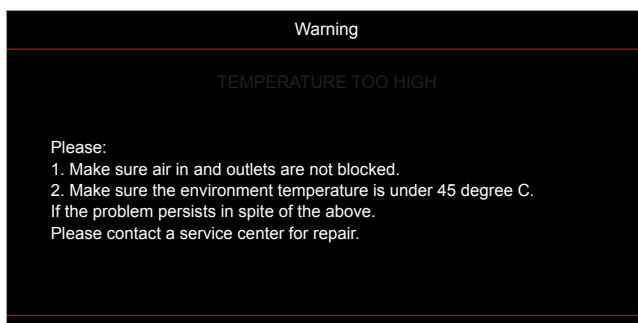 Warning
TEMPERATURE TOO HIGH
Please:
1. Make sure air in and outlets are not blocked.
2. Make sure the environment temperature is under 45 degree C.
If the problem persists in spite of the above.
Please contact a service center for repair.